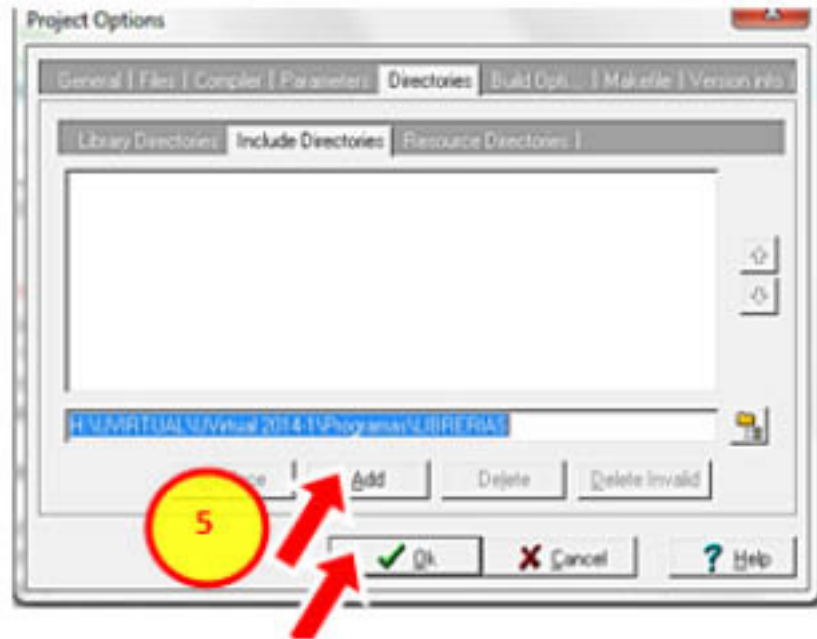 Project Options
General | Files | Compiler | Parameters Directories Build Opti... | Makefile | Version info |
Library Directories Include Directories Resource Directories |
H:\UVIRTUAL\UVirtual 2014-1\Programas\LIBRERIAS
Add Delete Delete Invalid
5
Ok Cancel ? Help